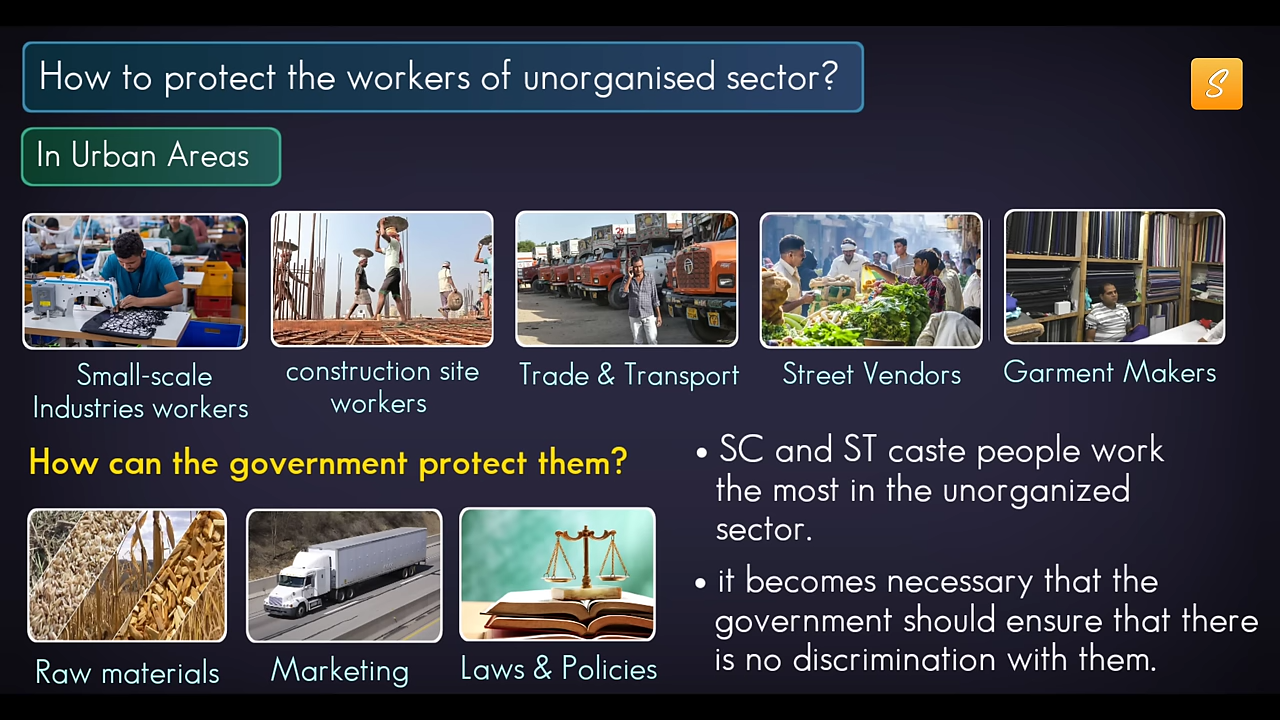 How to protect the workers of unorganised sector?
S
In Urban Areas
Small-scale
Industries workers
construction site
workers
Trade & Transport
Street Vendors
Garment Makers
How can the government protect them?
Raw materials
Marketing
Laws & Policies
• SC and ST caste people work
the most in the unorganized
sector.
• it becomes necessary that the
government should ensure that there
is no discrimination with them.